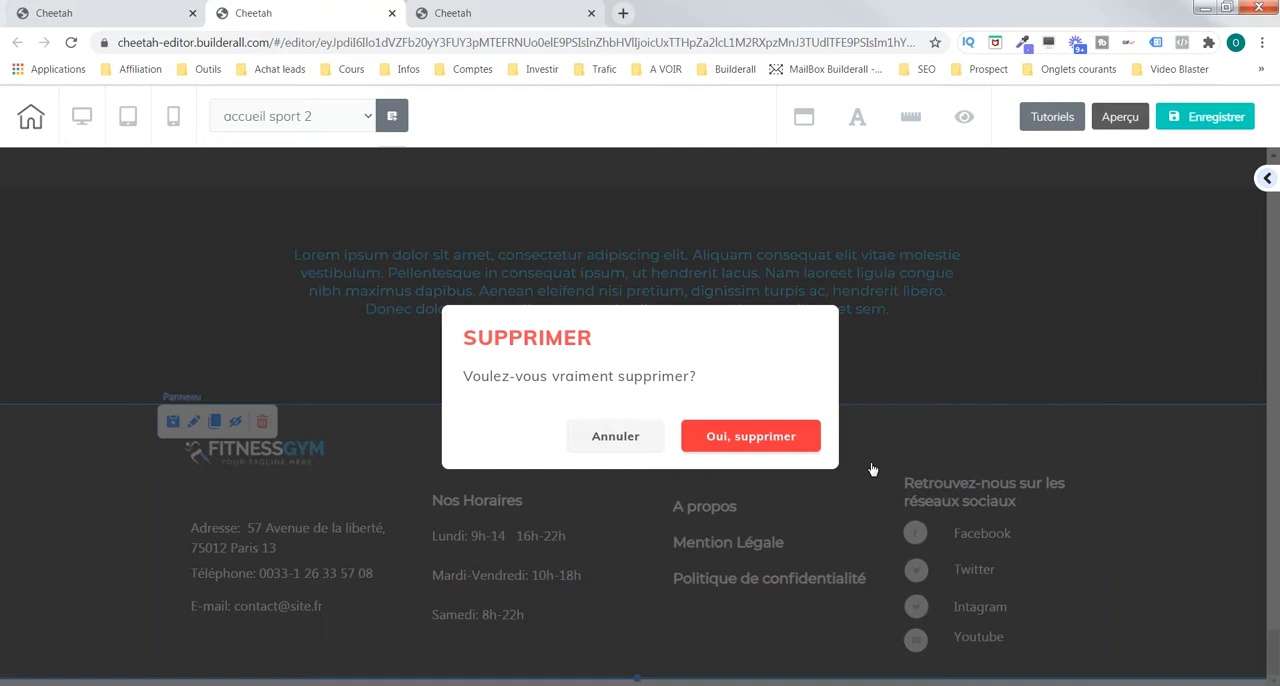 Cheetah
Cheetah
Cheetah
cheetah-editor.builderall.com/#/editor/
Applications
Affiliation
Outils
Achat leads
Cours
Infos
Comptes
Investir
Trafic
A VOIR
Builderall
MailBox Builderall -...
SEO
Prospect
Onglets courants
Video Blaster
»
accueil sport 2
Tutoriels
Aperçu
Enregistrer
Lorem ipsum dolor sit amet, consectetur adipiscing elit. Aliquam consequat elit vitae molestie
vestibulum. Pellentesque in consequat ipsum, ut hendrerit lacus. Nam laoreet ligula congue
nibh maximus dapibus. Aenean eleifend nisi pretium, dignissim turpis ac, hendrerit libero.
Donec
et sem.
SUPPRIMER
Voulez-vous vraiment supprimer?
Annuler
Oui, supprimer
Panneau
FITNESSGYM
YOUR TAGLINE HERE
Adresse: 57 Avenue de la liberté,
75012 Paris 13
Téléphone: 0033-1 26 33 57 08
E-mail: contact@site.fr
Nos Horaires
Lundi: 9h-14 16h-22h
Mardi-Vendredi: 10h-18h
Samedi: 8h-22h
A propos
Mention Légale
Politique de confidentialité
Retrouvez-nous sur les
réseaux sociaux
Facebook
Twitter
Intagram
Youtube